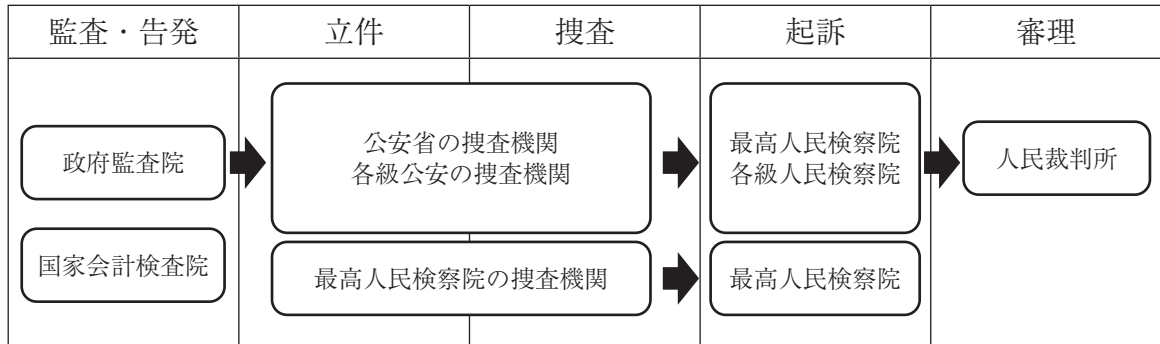 監査・告発
立件
捜査
起訴
審理
政府監査院
公安省の捜査機関
各級公安の捜査機関
最高人民検察院
各級人民検察院
人民裁判所
国家会計検査院
最高人民検察院の捜査機関
最高人民検察院